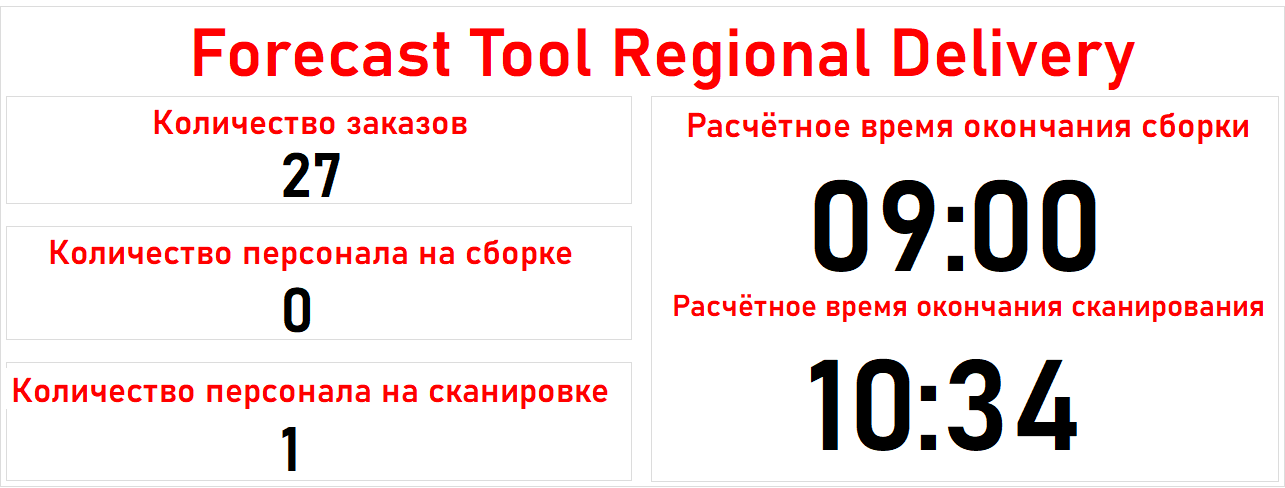 Forecast Tool Regional Delivery
Количество заказов
27
Количество персонала на сборке
0
Количество персонала на сканировке
1
Расчётное время окончания сборки
09:00
Расчётное время окончания сканирования
10:34